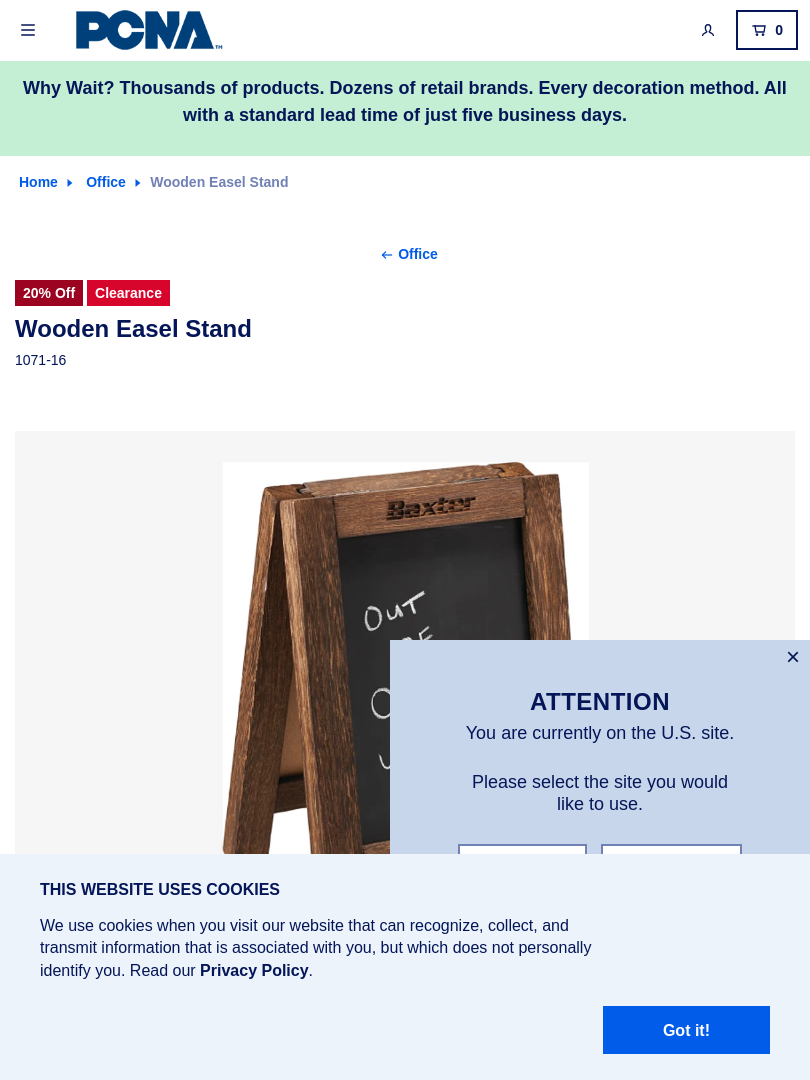 PCNA™
0
Why Wait? Thousands of products. Dozens of retail brands. Every decoration method. All
with a standard lead time of just five business days.
Home
Office
Wooden Easel Stand
← Office
20% Off
Clearance
Wooden Easel Stand
1071-16
Baxter
OUT
×
ATTENTION
You are currently on the U.S. site.
Please select the site you would
like to use.
THIS WEBSITE USES COOKIES
We use cookies when you visit our website that can recognize, collect, and
transmit information that is associated with you, but which does not personally
identify you. Read our Privacy Policy.
Got it!